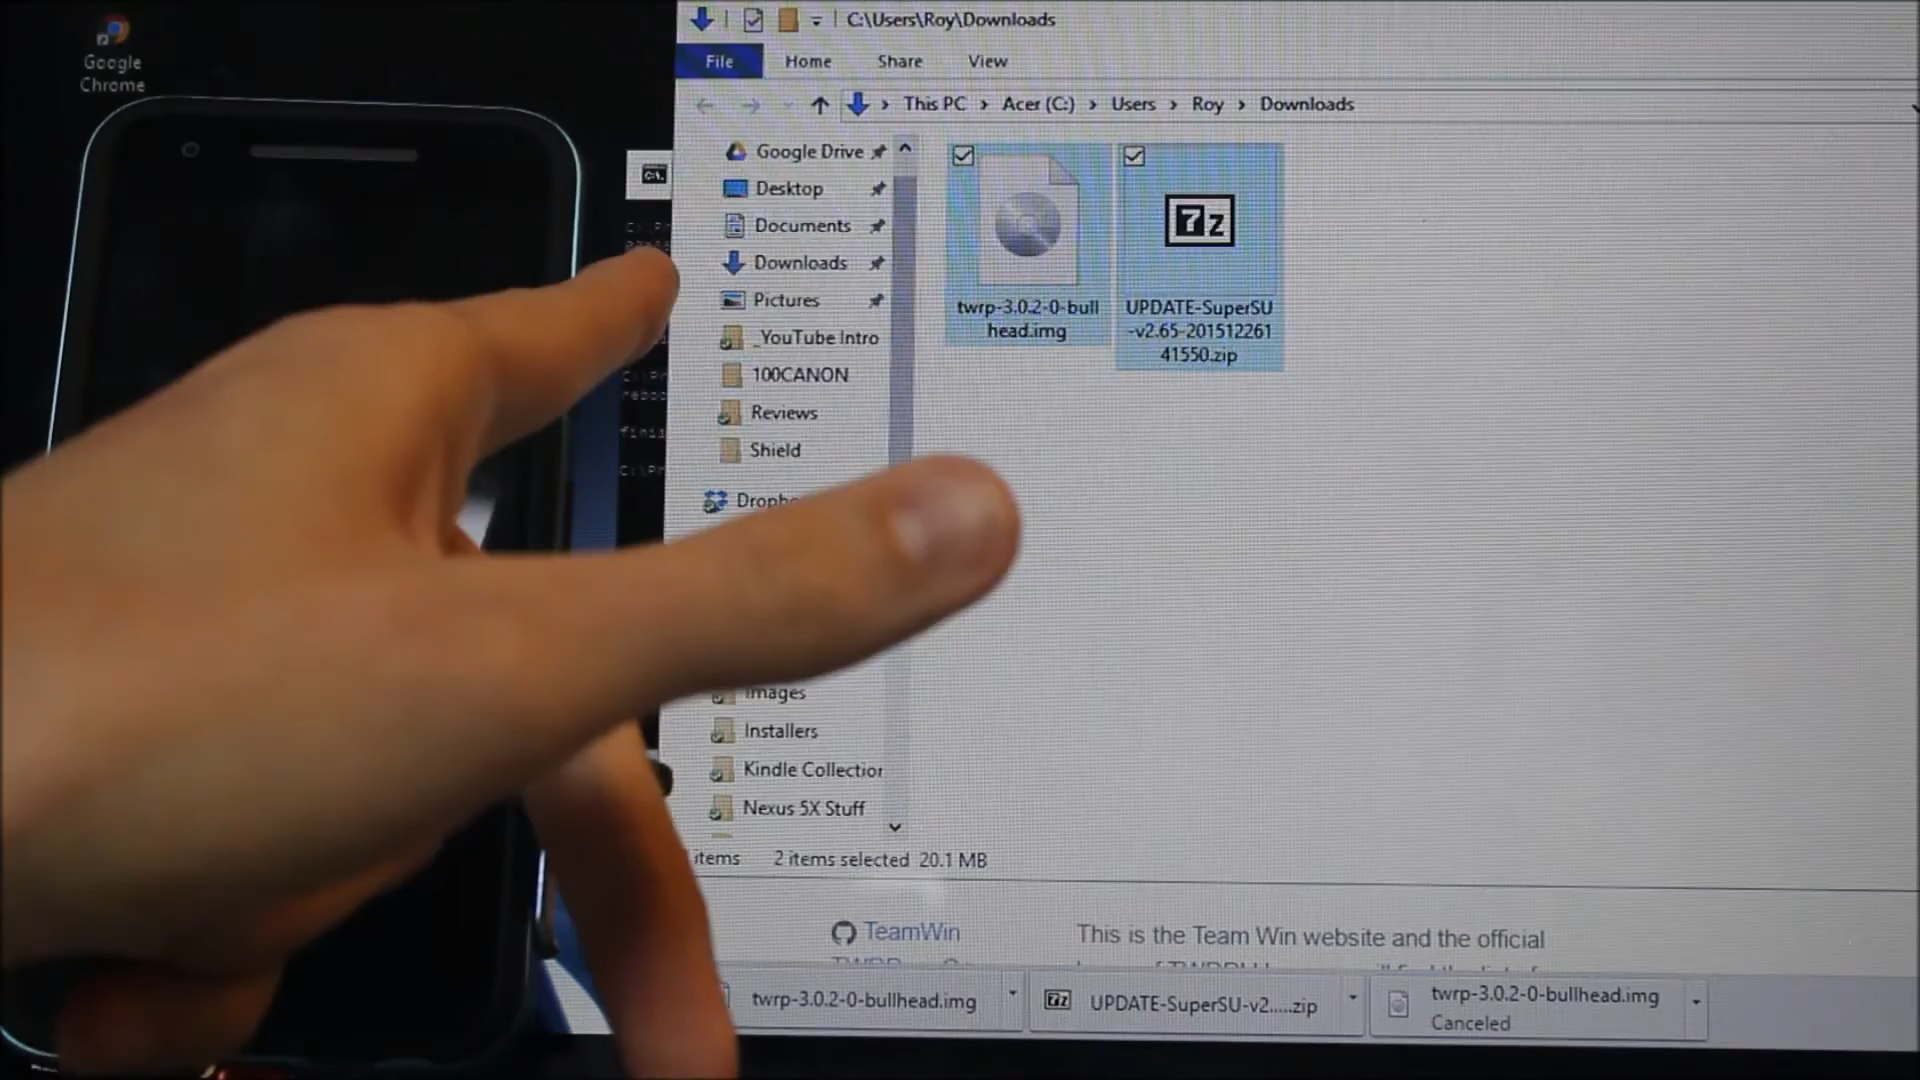 Google
Chrome
C:\Users\Roy\Downloads
File Home Share View
This PC > Acer (C:) > Users > Roy > Downloads
Google Drive
Desktop
Documents
Downloads
Pictures
_YouTube Intro
100CANON
Reviews
Shield
Images
Installers
Kindle Collection
Nexus 5X Stuff
twrp-3.0.2-0-bull
head.img
7z
UPDATE-SuperSU
-v2.65-201512261
41550.zip
items 2 items selected 20.1 MB
TeamWin
This is the Team Win website and the official
twrp-3.0.2-0-bullhead.img
7z UPDATE-SuperSU-v2.....zip
twrp-3.0.2-0-bullhead.img
Canceled